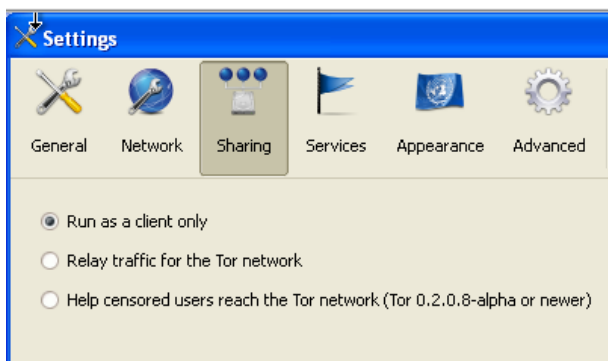 Settings
General Network Sharing Services Appearance Advanced
Run as a client only
Relay traffic for the Tor network
Help censored users reach the Tor network (Tor 0.2.0.8-alpha or newer)